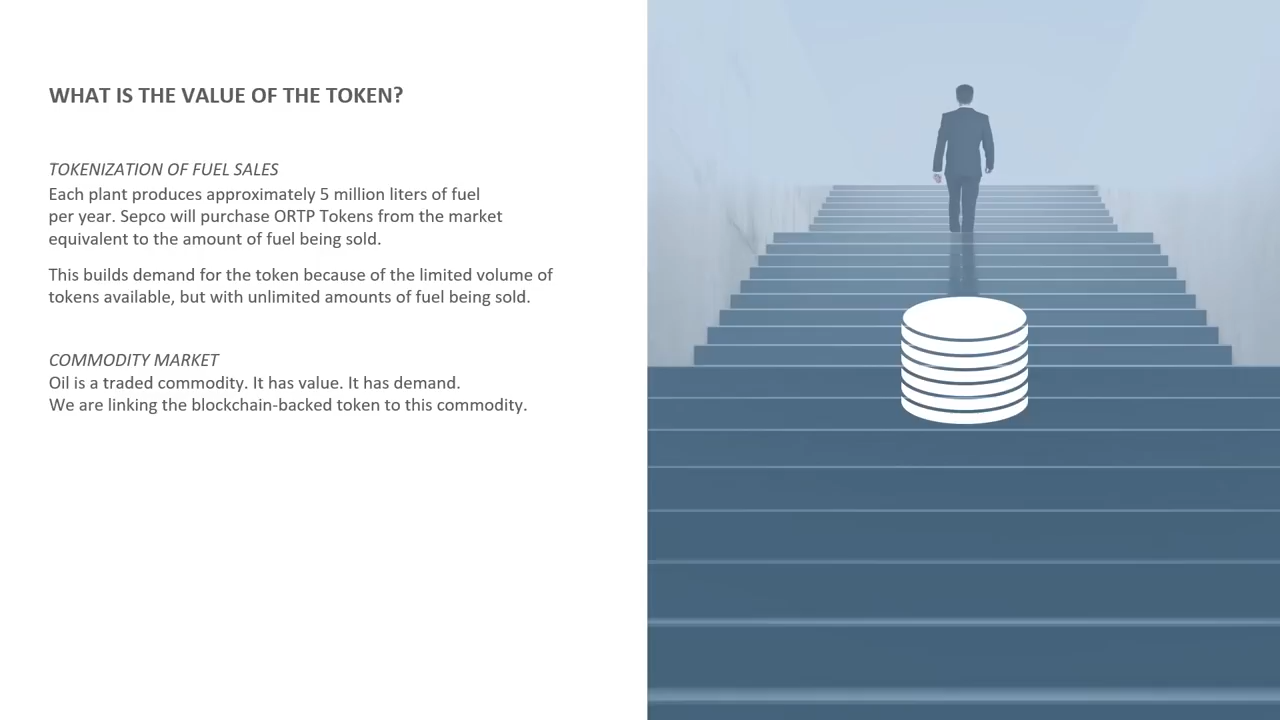 WHAT IS THE VALUE OF THE TOKEN?
TOKENIZATION OF FUEL SALES
Each plant produces approximately 5 million liters of fuel
per year. Sepco will purchase ORTP Tokens from the market
equivalent to the amount of fuel being sold.
This builds demand for the token because of the limited volume of
tokens available, but with unlimited amounts of fuel being sold.
COMMODITY MARKET
Oil is a traded commodity. It has value. It has demand.
We are linking the blockchain-backed token to this commodity.